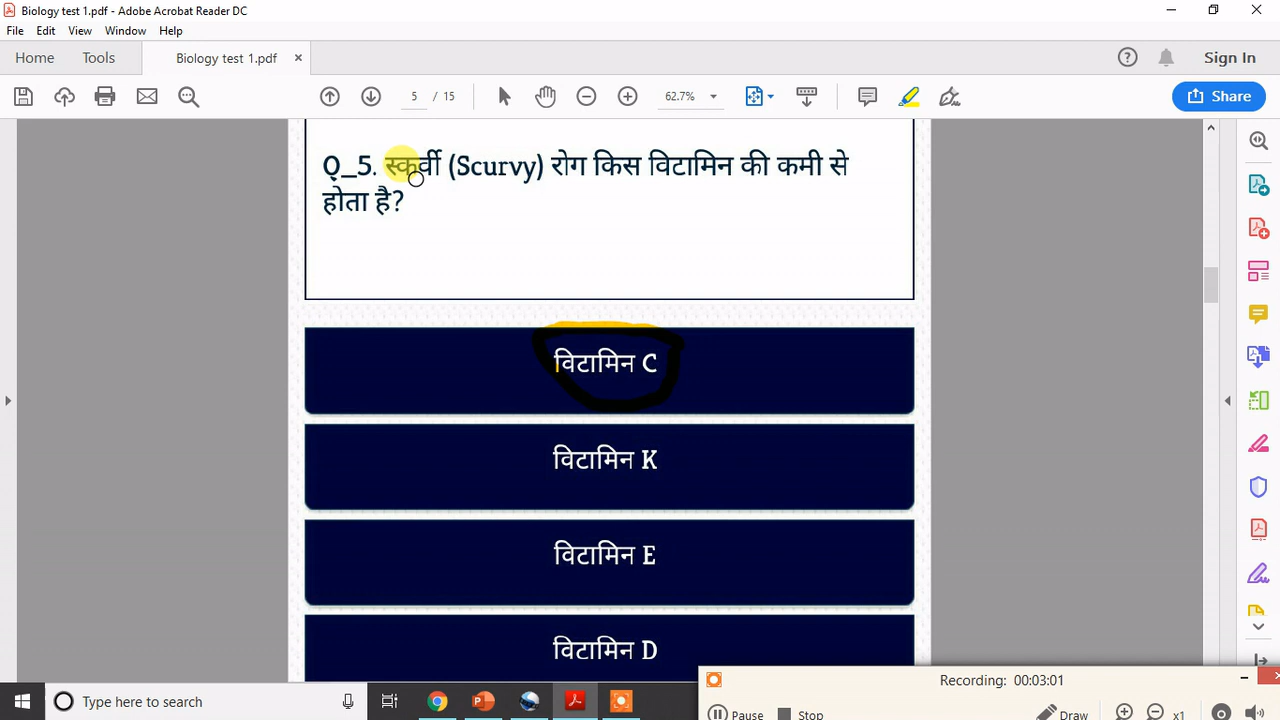 Biology test 1.pdf - Adobe Acrobat Reader DC
File Edit View Window Help
Home Tools Biology test 1.pdf × Sign In
5 / 15 62.7% Share
Q_5. स्कर्वी (Scurvy) रोग किस विटामिन की कमी से
होता है?
विटामिन C
विटामिन K
विटामिन E
विटामिन D
Recording: 00:03:01
Type here to search
Pause Stop Draw x1